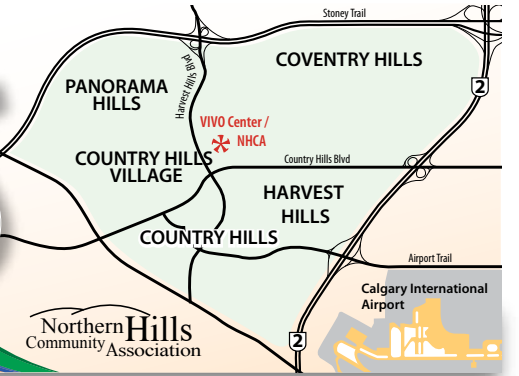 Stoney Trail
COVENTRY HILLS
PANORAMA
HILLS
Harvest Hills Blvd
2
VIVO Center /
NHCA
COUNTRY HILLS
VILLAGE
Country Hills Blvd
HARVEST
HILLS
COUNTRY HILLS
Airport Trail
Calgary International
Airport
Northern Hills
Community Association
2